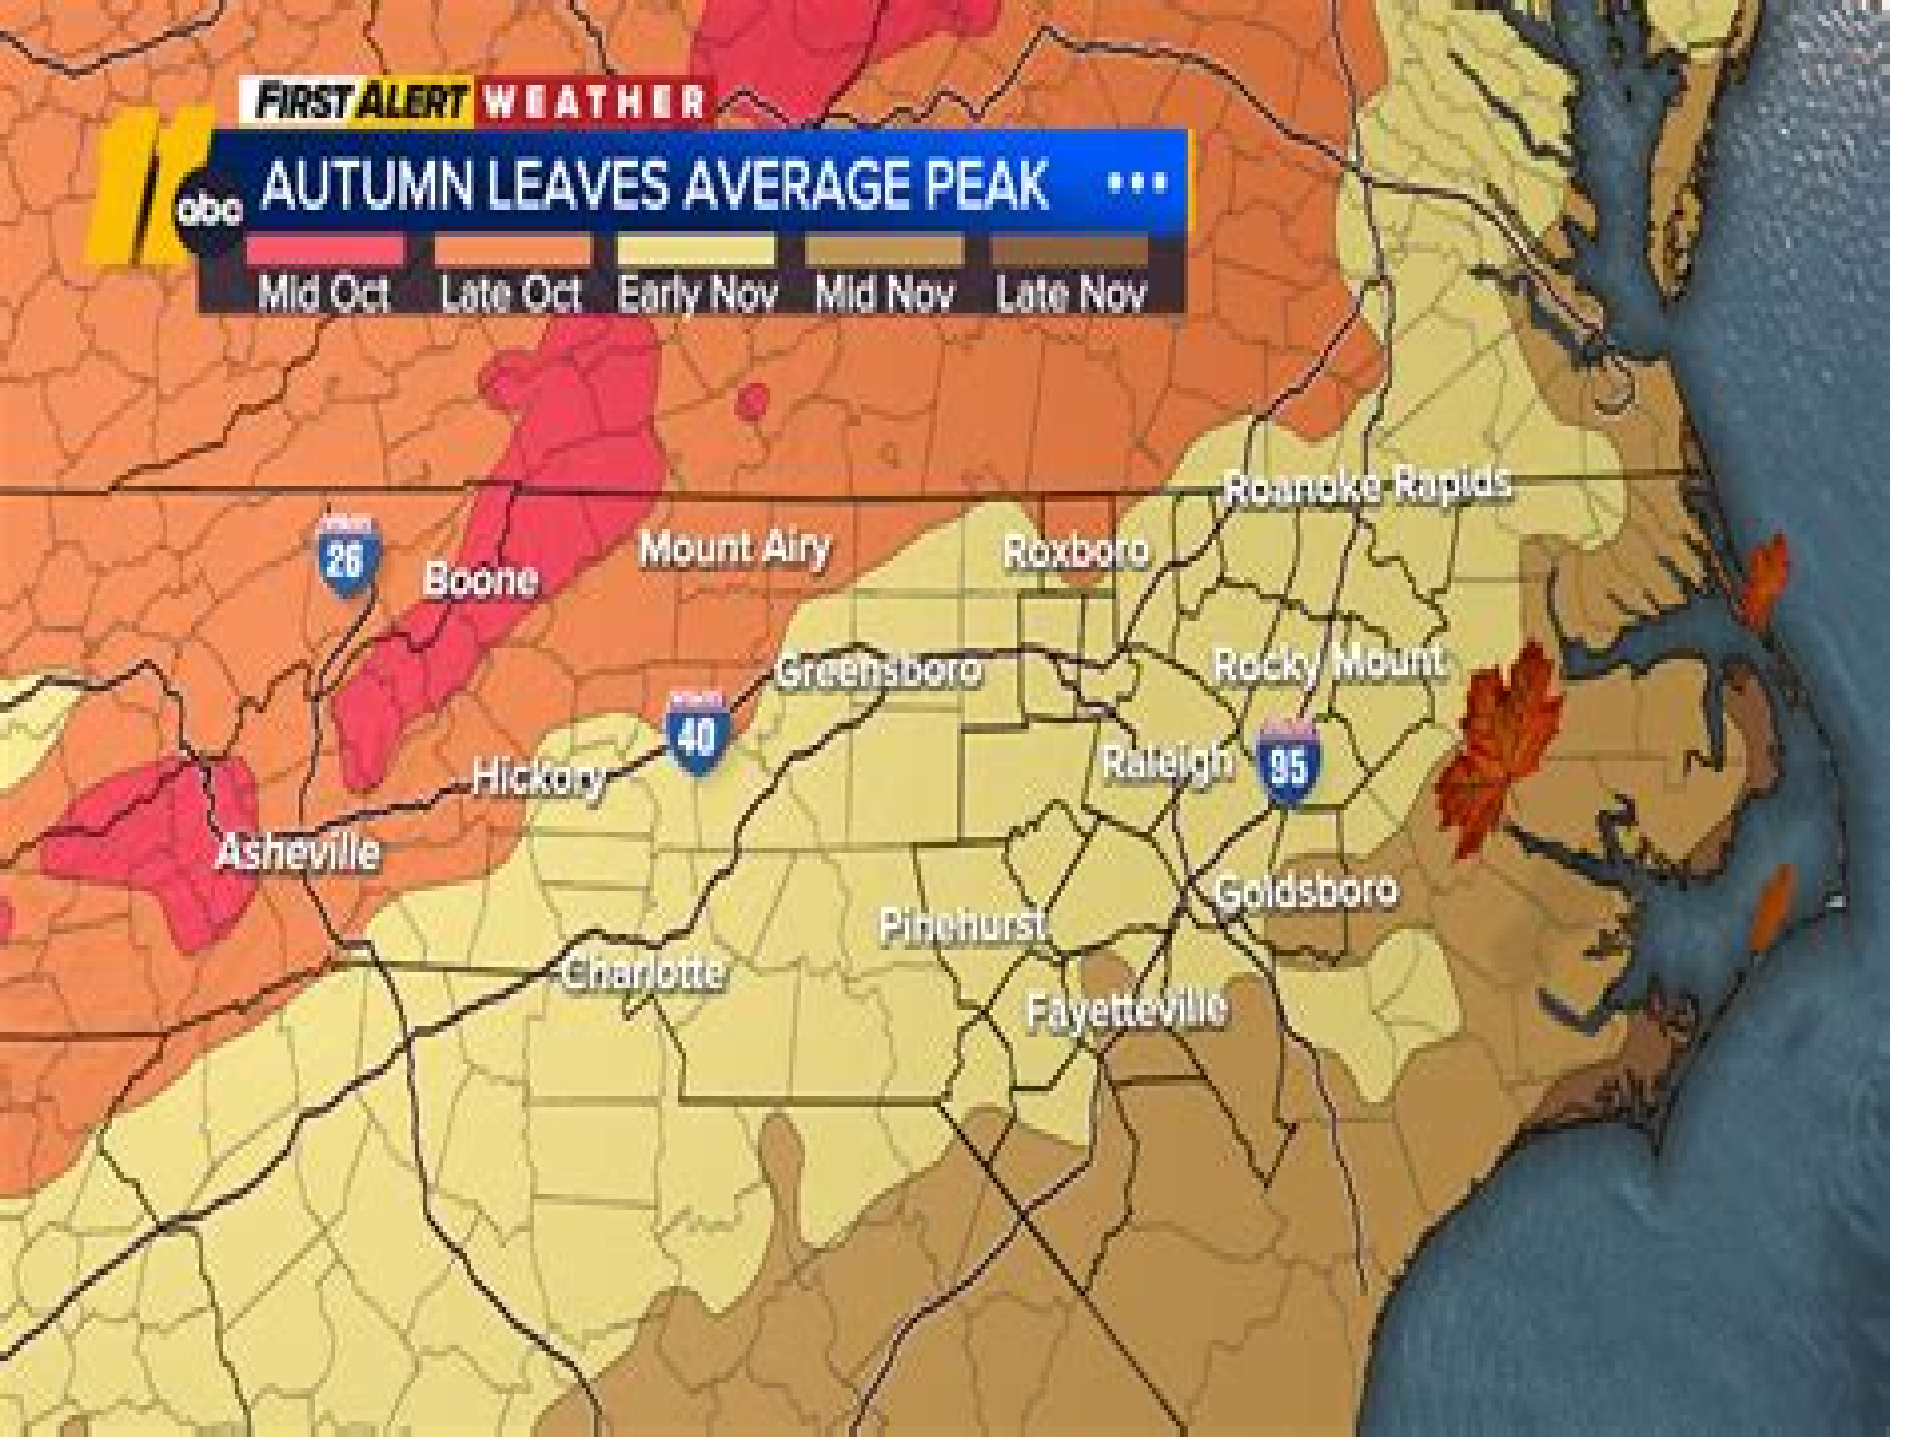 FIRST ALERT WEATHER
11 abc
AUTUMN LEAVES AVERAGE PEAK ...
Mid Oct
Late Oct
Early Nov
Mid Nov
Late Nov
Roanoke Rapids
26
Boone
Mount Airy
Roxboro
Greensboro
Rocky Mount
40
Hickory
Raleigh
95
Asheville
Goldsboro
Pinehurst
Charlotte
Fayetteville